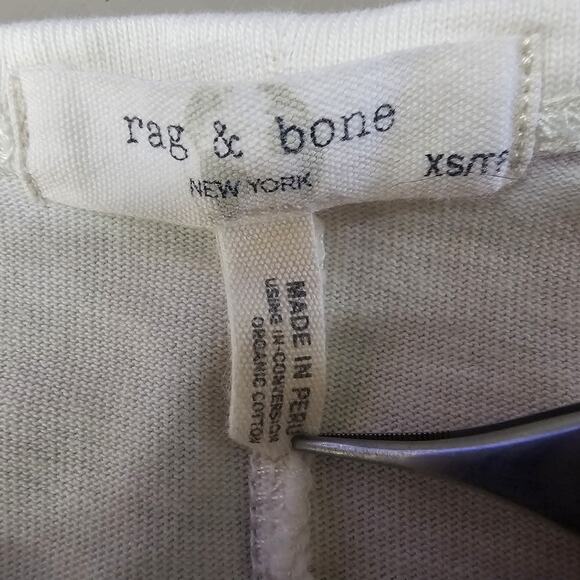 rag & bone
NEW YORK
XS/TP
MADE IN PERU
USING IN-CONVERSION
ORGANIC COTTON